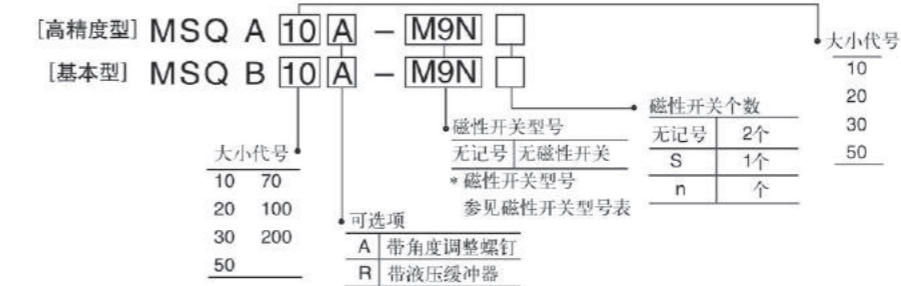 [高精度型] MSQ A 10 A – M9N
[基本型] MSQ B 10 A – M9N
大小代号
10
20
30
50
磁性开关个数
无记号 2个
S 1个
n 个
磁性开关型号
无记号 无磁性开关
* 磁性开关型号
参见磁性开关型号表
大小代号
10 70
20 100
30 200
50
可选项
A 带角度调整螺钉
R 带液压缓冲器